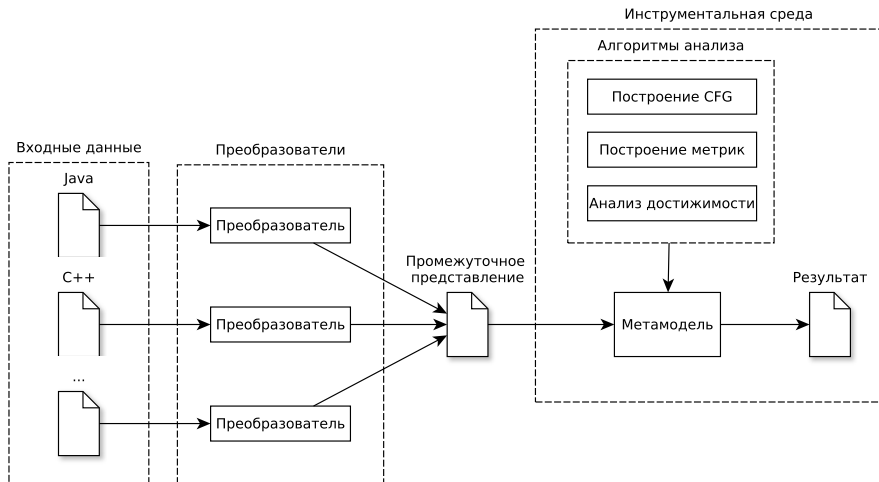 Инструментальная среда
Алгоритмы анализа
Построение CFG
Построение метрик
Анализ достижимости
Входные данные
Преобразователи
Java
Преобразователь
C++
Преобразователь
...
Преобразователь
Промежуточное
представление
Метамодель
Результат